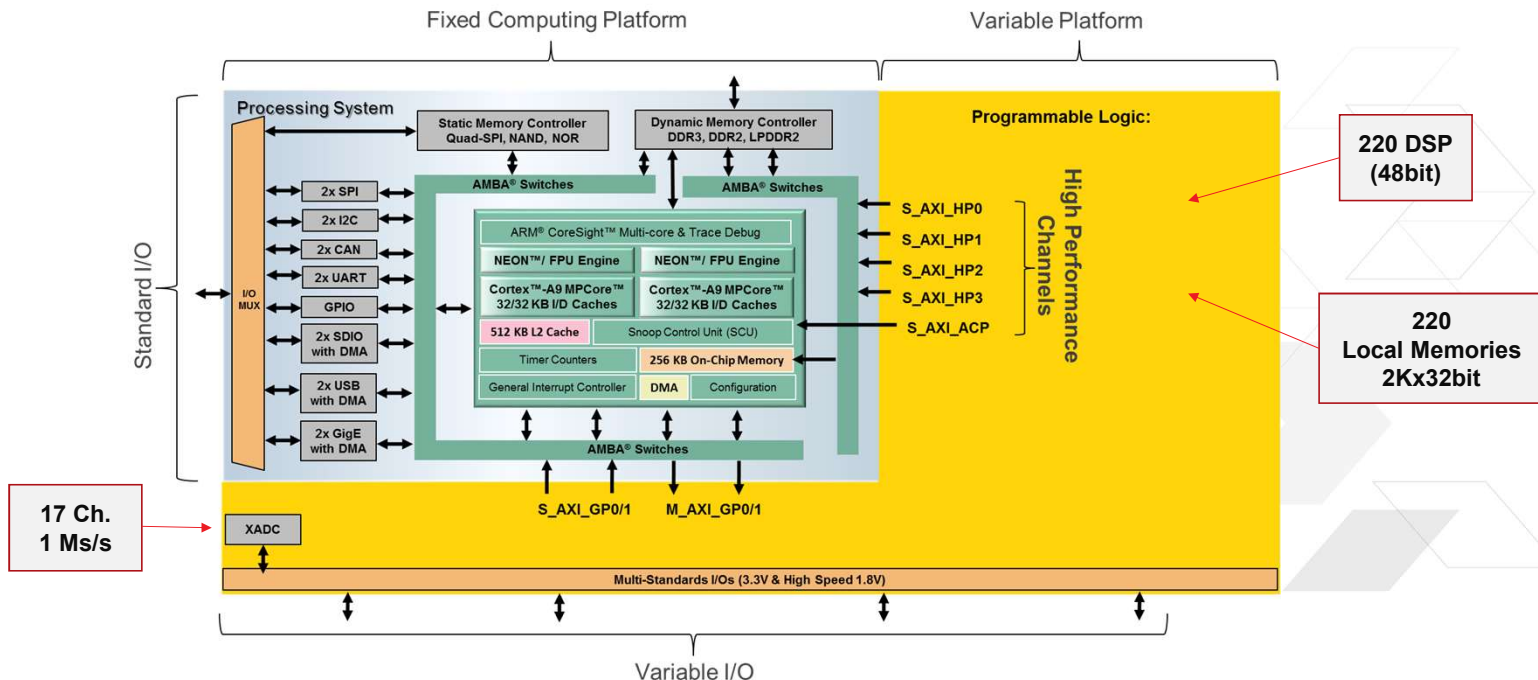 Fixed Computing Platform
Variable Platform
Processing System
Static Memory Controller
Quad-SPI, NAND, NOR
Dynamic Memory Controller
DDR3, DDR2, LPDDR2
Programmable Logic:
220 DSP
(48bit)
AMBA® Switches
AMBA® Switches
2x SPI
2x I2C
2x CAN
2x UART
GPIO
2x SDIO
with DMA
2x USB
with DMA
2x GigE
with DMA
I/O
MUX
Standard I/O
ARM® CoreSight™ Multi-core & Trace Debug
NEON™/ FPU Engine
NEON™/ FPU Engine
Cortex™-A9 MPCore™
32/32 KB I/D Caches
Cortex™-A9 MPCore™
32/32 KB I/D Caches
512 KB L2 Cache
Snoop Control Unit (SCU)
Timer Counters
256 KB On-Chip Memory
General Interrupt Controller
DMA
Configuration
AMBA® Switches
S_AXI_HP0
S_AXI_HP1
S_AXI_HP2
S_AXI_HP3
S_AXI_ACP
High Performance
Channels
220
Local Memories
2Kx32bit
S_AXI_GP0/1
M_AXI_GP0/1
17 Ch.
1 Ms/s
XADC
Multi-Standards I/Os (3.3V & High Speed 1.8V)
Variable I/O